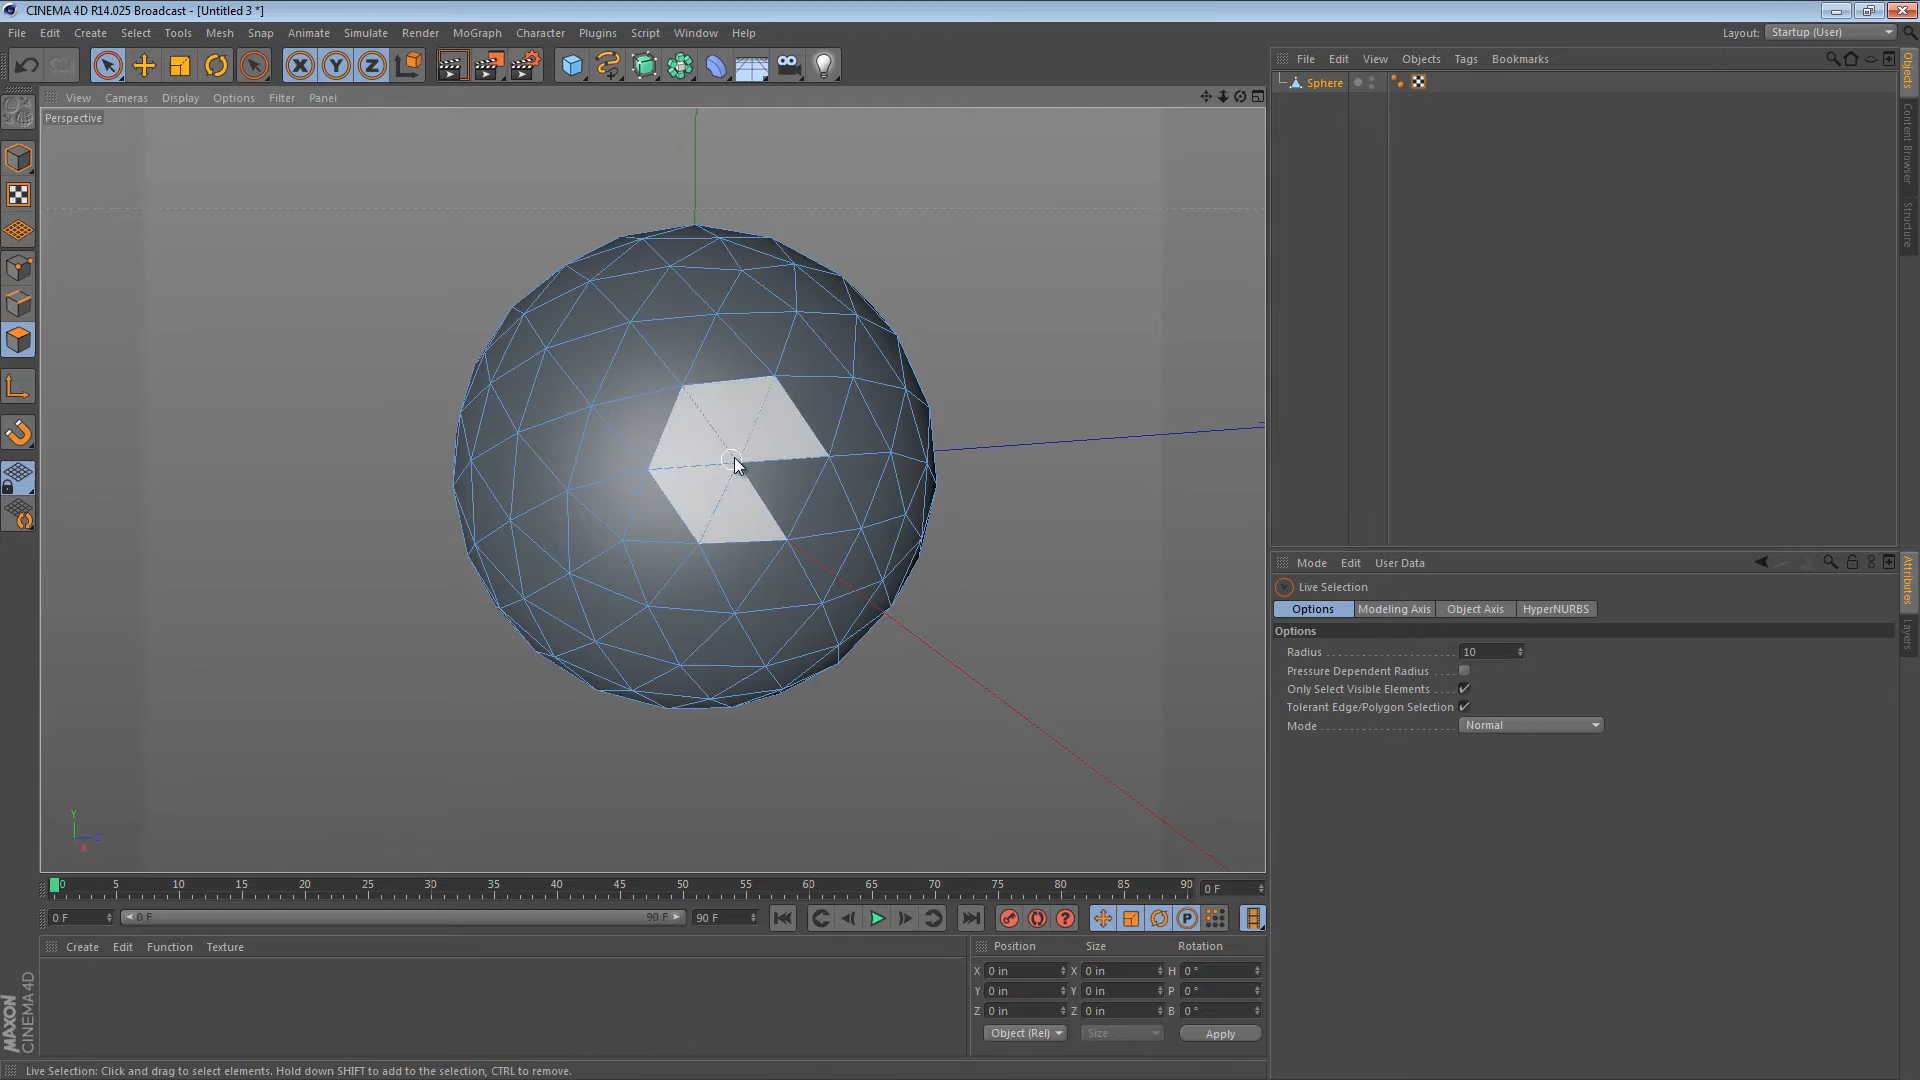 CINEMA 4D R14.025 Broadcast - [Untitled 3 *]
File Edit Create Select Tools Mesh Snap Animate Simulate Render MoGraph Character Plugins Script Window Help
Layout: Startup (User)
X Y Z
File Edit View Objects Tags Bookmarks
View Cameras Display Options Filter Panel
Perspective
Sphere
Objects
Content Browser
Structure
Mode Edit User Data
Live Selection
Options Modeling Axis Object Axis HyperNURBS
Options
Radius 10
Pressure Dependent Radius
Only Select Visible Elements
Tolerant Edge/Polygon Selection
Mode Normal
Attributes
Layers
Y
Z
X
0 5 10 15 20 25 30 35 40 45 50 55 60 65 70 75 80 85 90 0 F
0 F 0 F 90 F 90 F
P
Create Edit Function Texture
Position Size Rotation
X 0 in X 0 in H 0 °
Y 0 in Y 0 in P 0 °
Z 0 in Z 0 in B 0 °
Object (Rel) Size Apply
MAXON
CINEMA 4D
Live Selection: Click and drag to select elements. Hold down SHIFT to add to the selection, CTRL to remove.